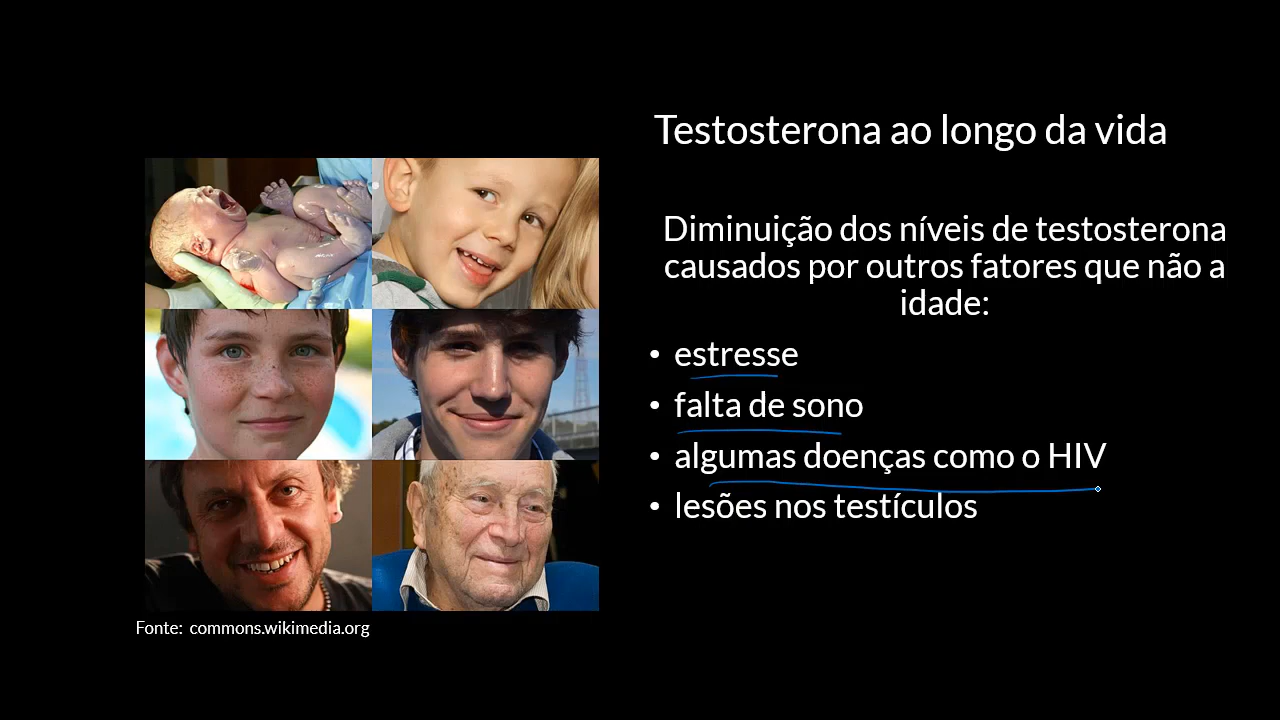 Testosterona ao longo da vida
Diminuição dos níveis de testosterona
causados por outros fatores que não a
idade:
• estresse
• falta de sono
• algumas doenças como o HIV
• lesões nos testículos
Fonte: commons.wikimedia.org